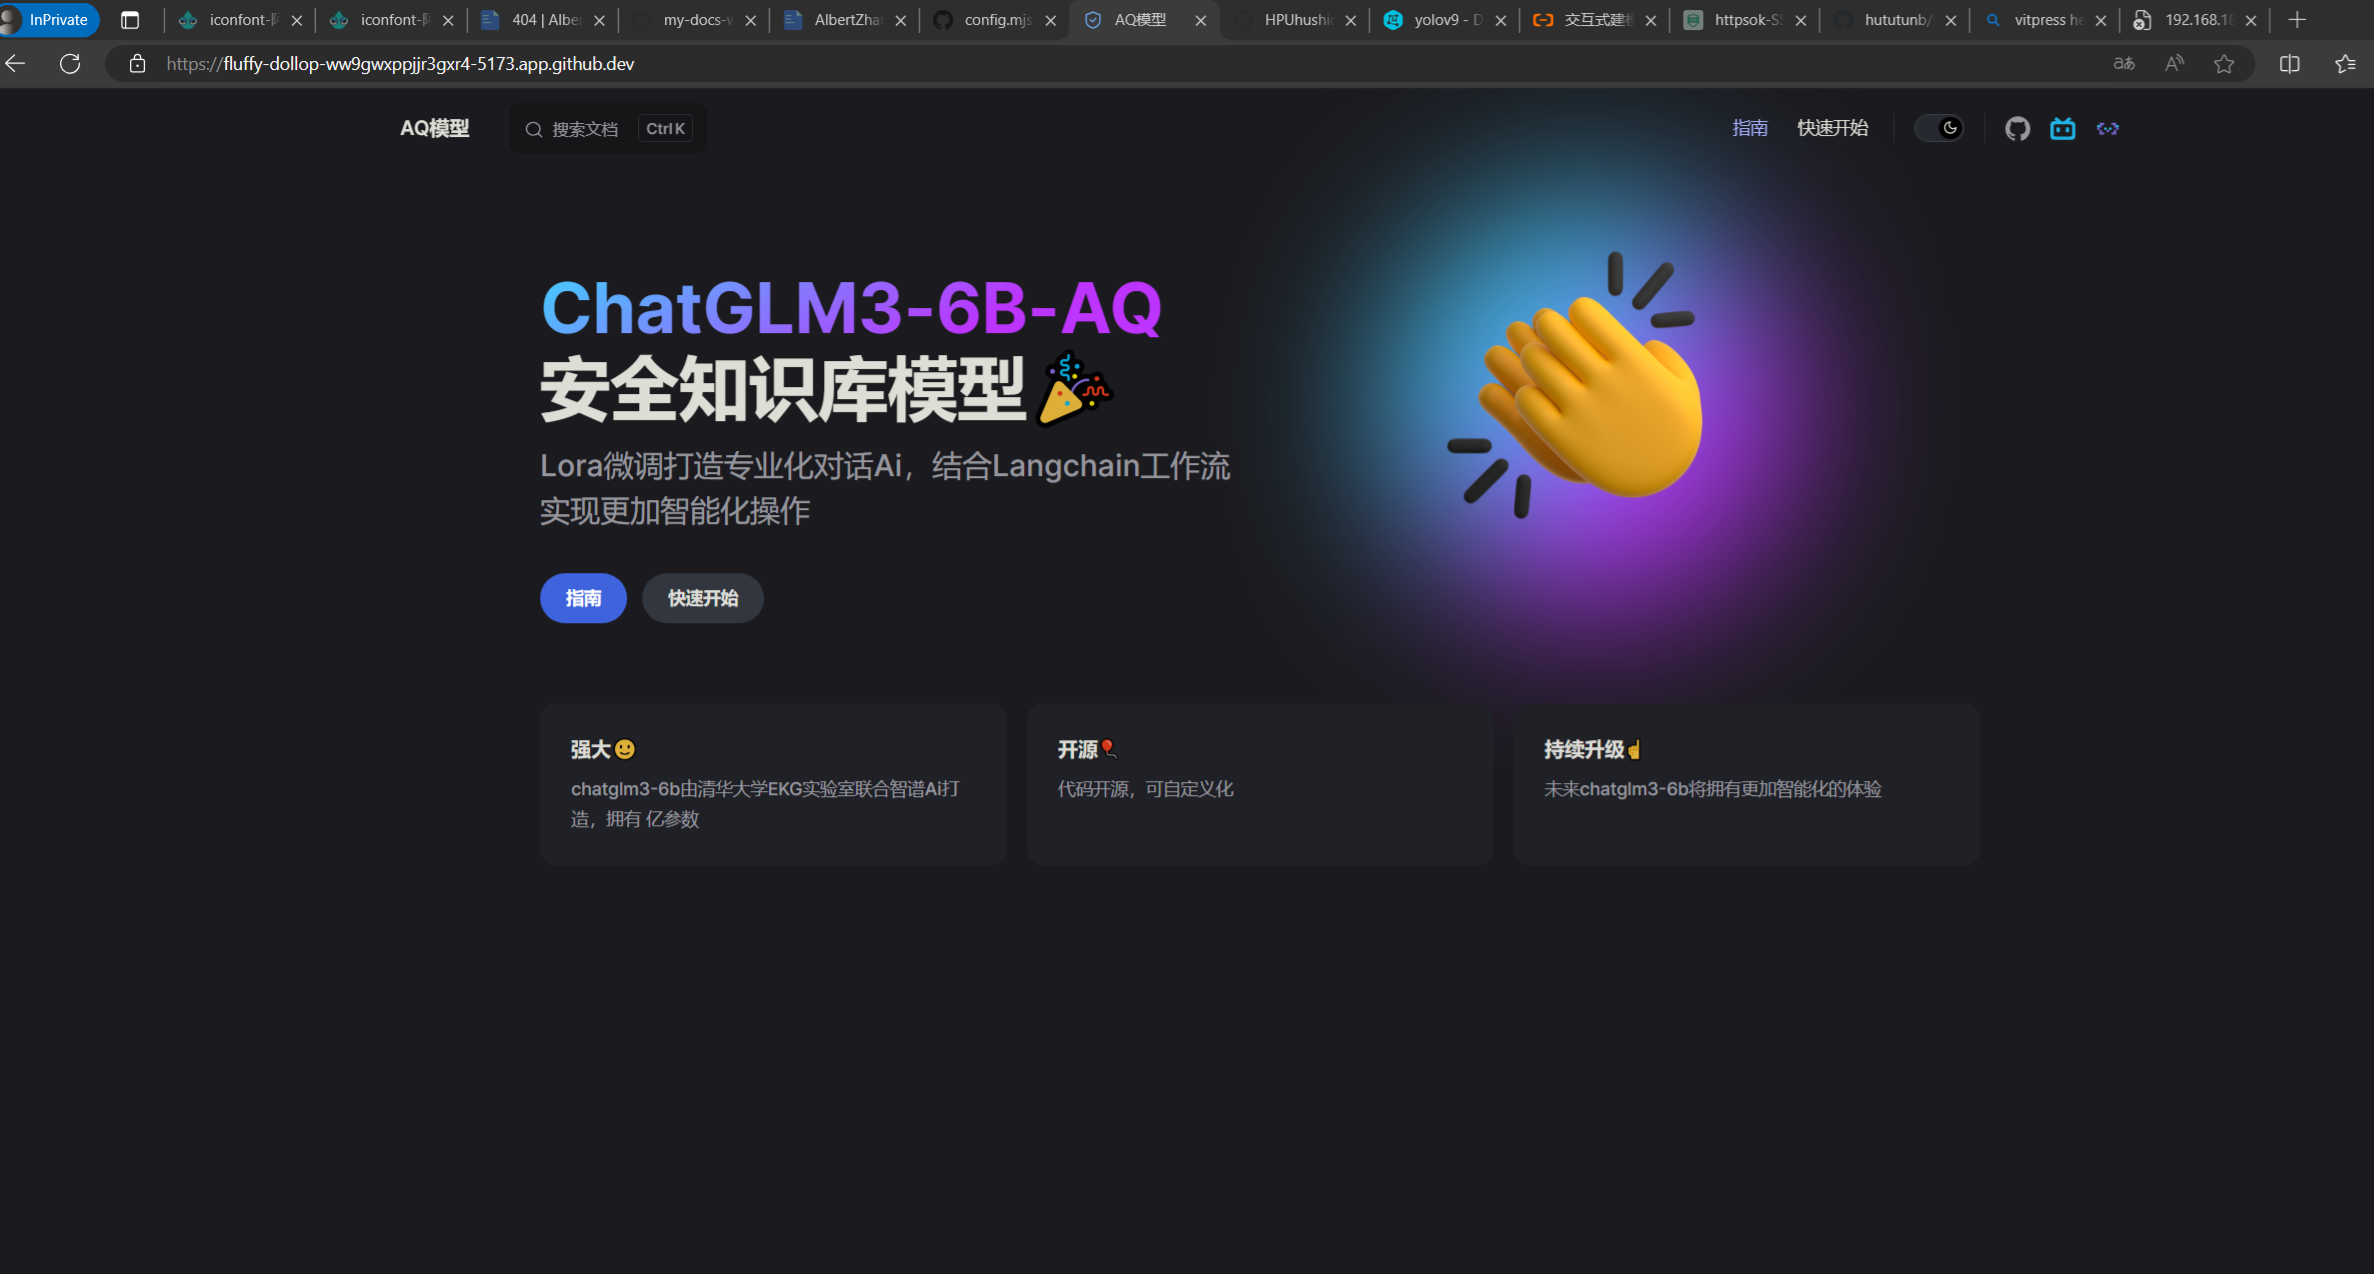 InPrivate
iconfont-
iconfont-
404 | Alber
my-docs-w
AlbertZha
config.mjs
AQ模型
HPUhushi
yolov9 - D
交互式建模
httpsok-SS
hututunb/
vitpress he
192.168.18
https://fluffy-dollop-ww9gwxppjjr3gxr4-5173.app.github.dev
AQ模型
搜索文档
Ctrl K
指南
快速开始
ChatGLM3-6B-AQ
安全知识库模型🎉
Lora微调打造专业化对话Ai，结合Langchain工作流
实现更加智能化操作
指南
快速开始
强大🙂
chatglm3-6b由清华大学EKG实验室联合智谱Ai打
造，拥有 亿参数
开源🎈
代码开源，可自定义化
持续升级☝
未来chatglm3-6b将拥有更加智能化的体验